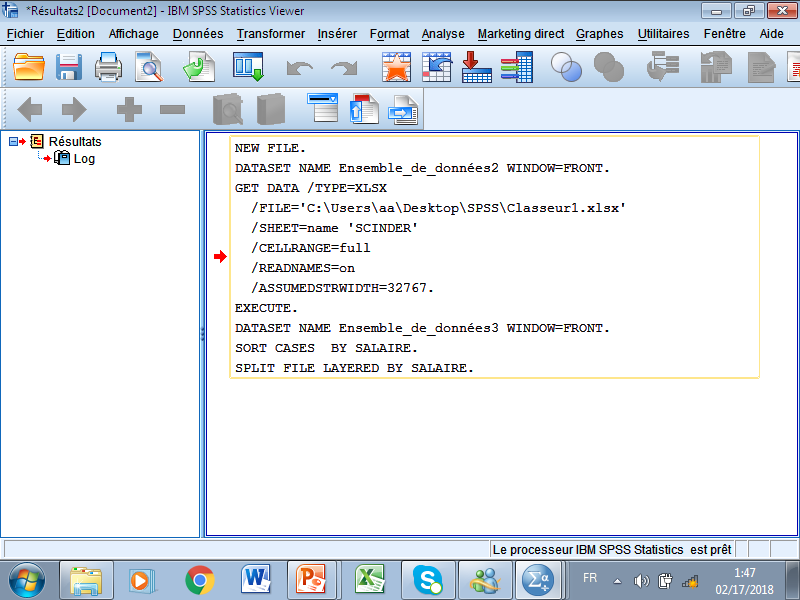 *Résultats2 [Document2] - IBM SPSS Statistics Viewer
Fichier Edition Affichage Données Transformer Insérer Format Analyse Marketing direct Graphes Utilitaires Fenêtre Aide
Résultats
Log
NEW FILE.
DATASET NAME Ensemble_de_données2 WINDOW=FRONT.
GET DATA /TYPE=XLSX
/FILE='C:\Users\aa\Desktop\SPSS\Classeur1.xlsx'
/SHEET=name 'SCINDER'
/CELLRANGE=full
/READNAMES=on
/ASSUMEDSTRWIDTH=32767.
EXECUTE.
DATASET NAME Ensemble_de_données3 WINDOW=FRONT.
SORT CASES  BY SALAIRE.
SPLIT FILE LAYERED BY SALAIRE.
Le processeur IBM SPSS Statistics  est prêt
FR
1:47
02/17/2018